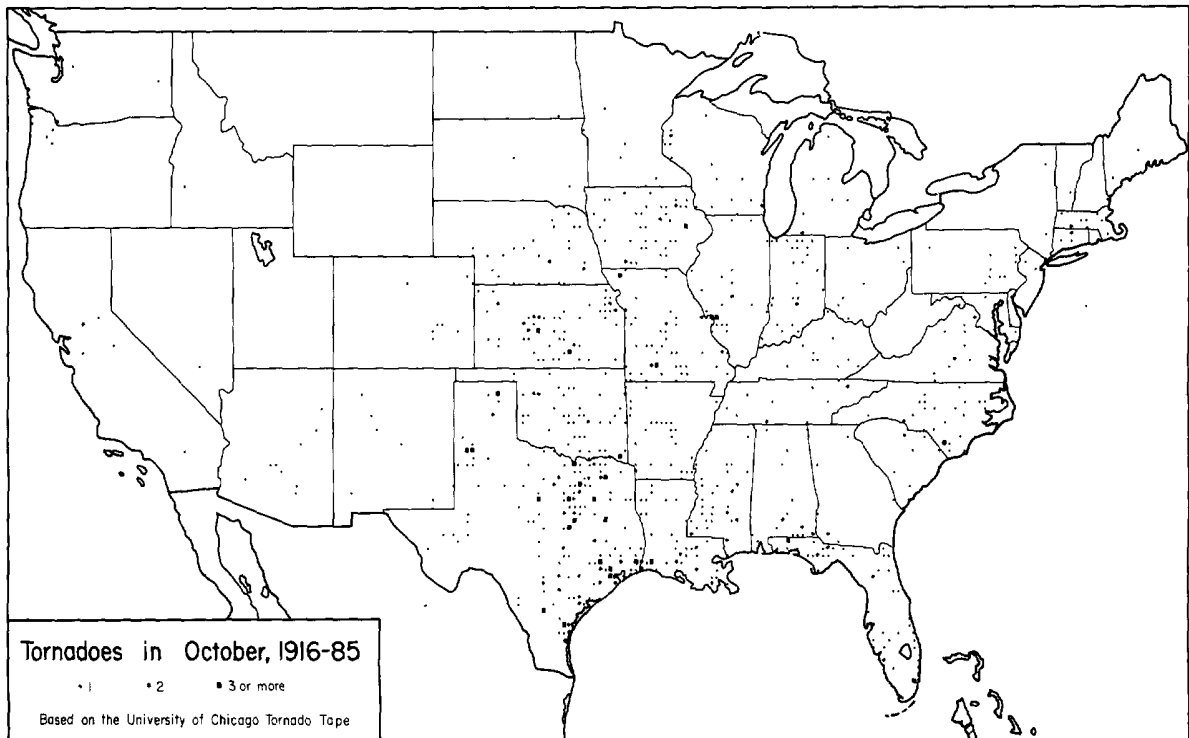 Tornadoes in October, 1916-85
1 2 3 or more
Based on the University of Chicago Tornado Tape